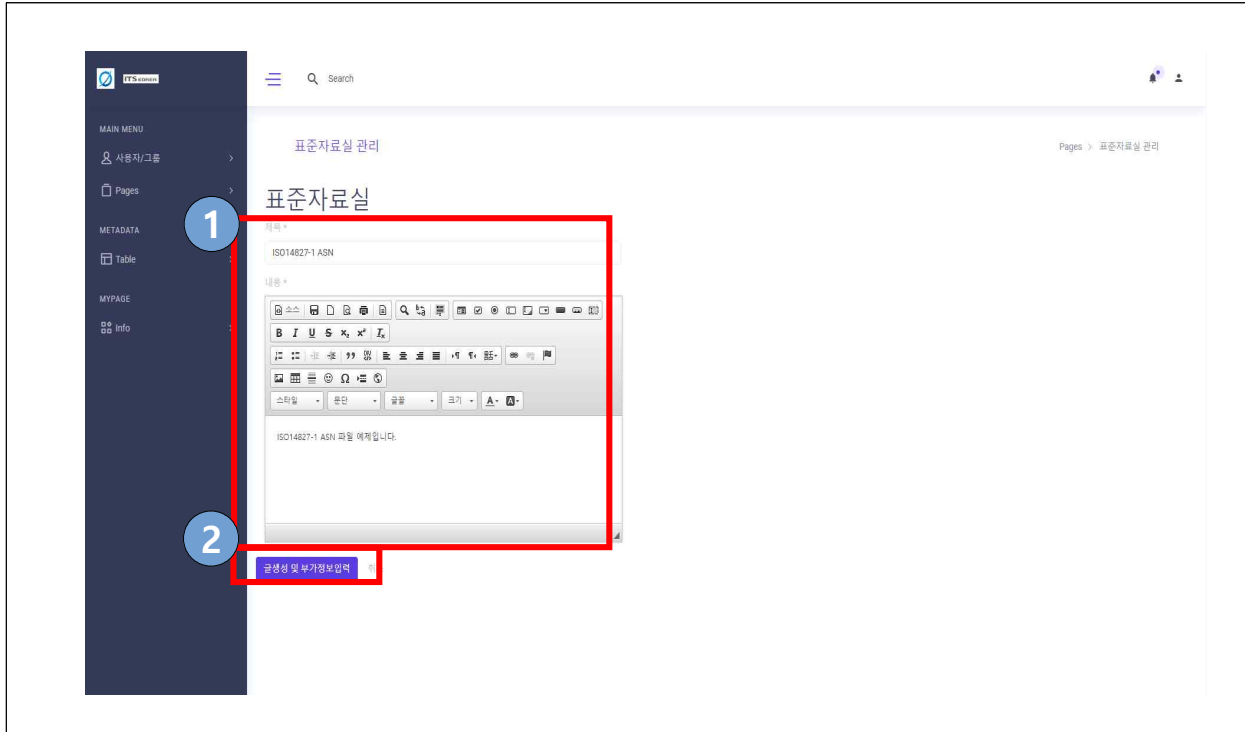 ITS KOREA
Search
MAIN MENU
사용자/그룹
Pages
METADATA
Table
MYPAGE
Info
표준자료실 관리
Pages > 표준자료실 관리
표준자료실
1
제목 *
ISO14827-1 ASN
내용 *
소스
B I U S x₂ x² Iₓ
스타일 문단 글꼴 크기 A A
ISO14827-1 ASN 파일 예제입니다.
2
글생성 및 부가정보입력